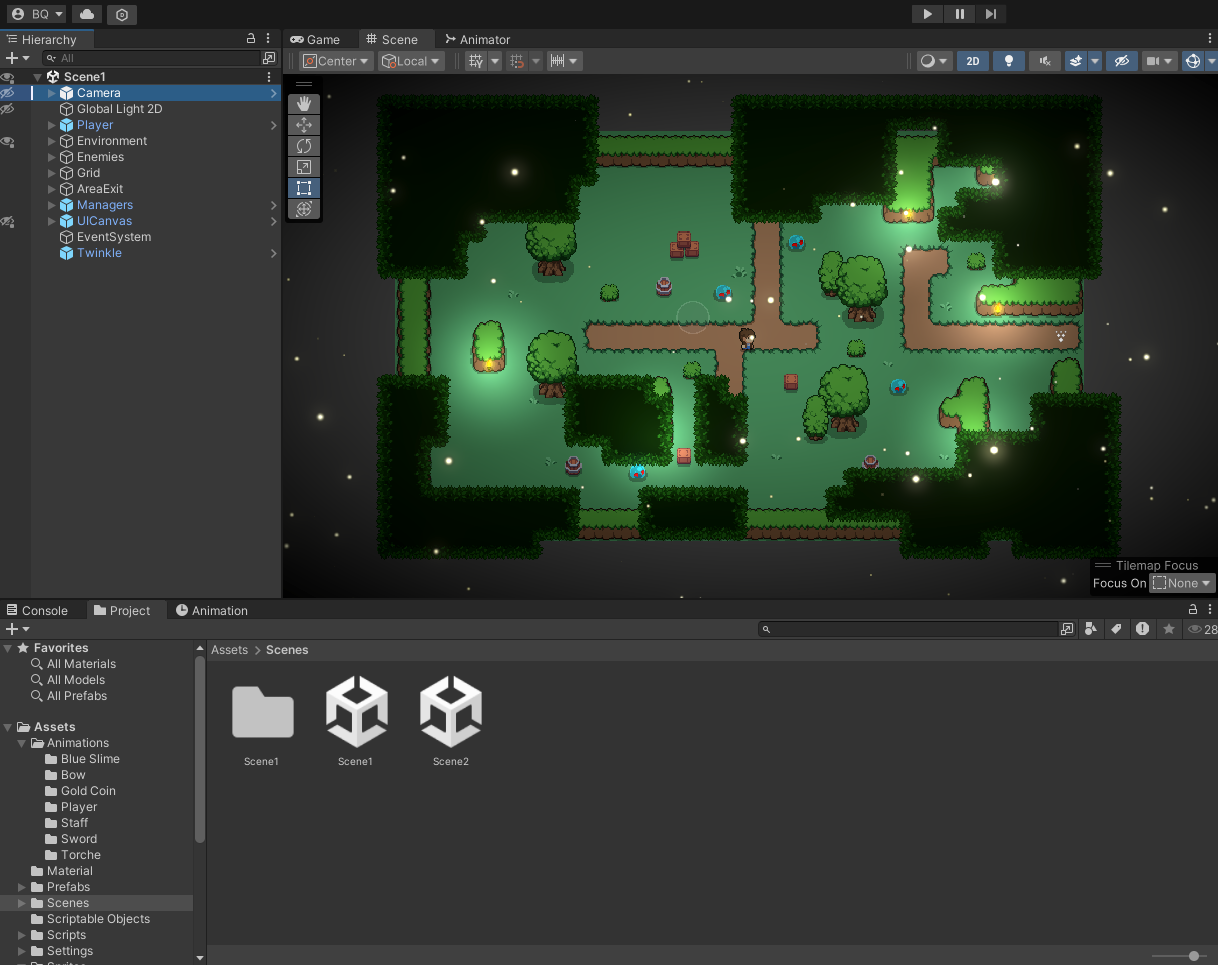 BQ
Hierarchy
Game
Scene
Animator
All
Center
Local
2D
Scene1
Camera
Global Light 2D
Player
Environment
Enemies
Grid
AreaExit
Managers
UICanvas
EventSystem
Twinkle
Tilemap Focus
Focus On
None
Console
Project
Animation
28
Favorites
All Materials
All Models
All Prefabs
Assets
Animations
Blue Slime
Bow
Gold Coin
Player
Staff
Sword
Torche
Material
Prefabs
Scenes
Scriptable Objects
Scripts
Settings
Assets > Scenes
Scene1
Scene1
Scene2